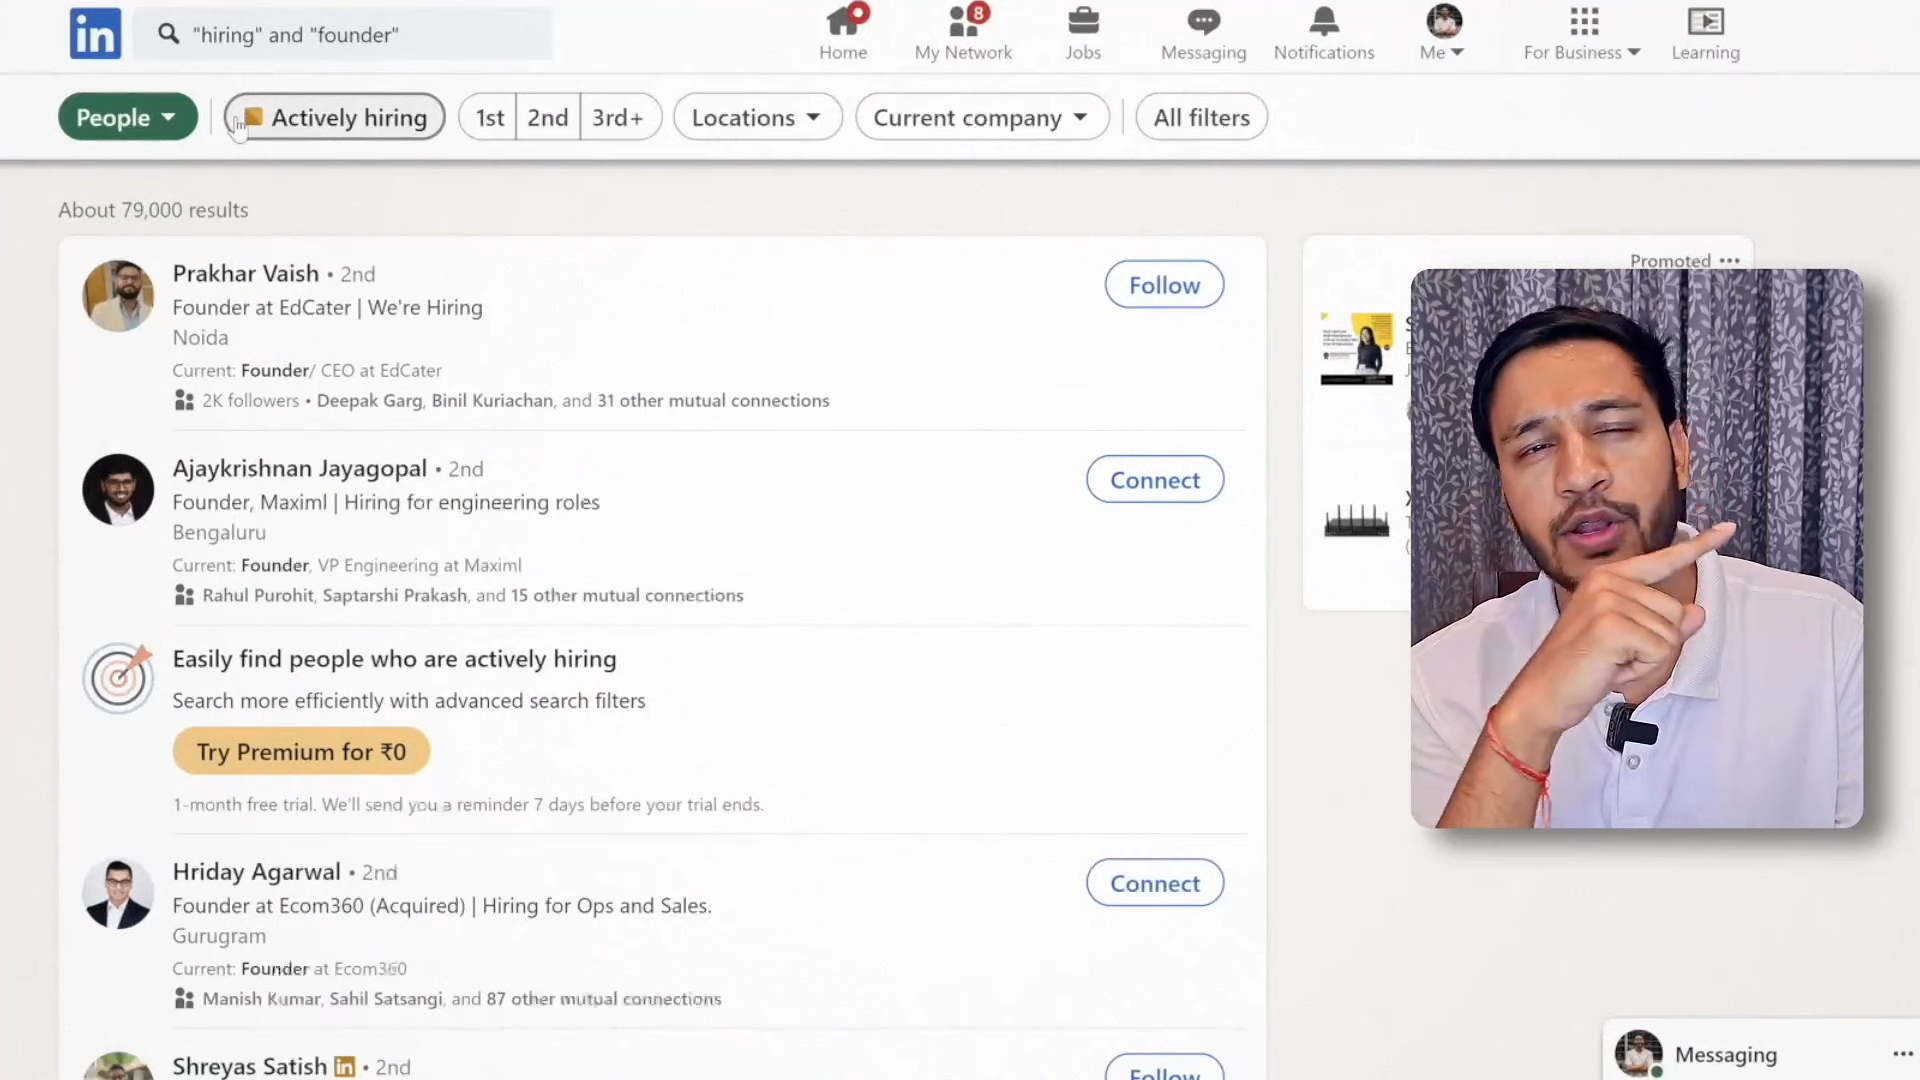 in
"hiring" and "founder"
Home
8
My Network
Jobs
Messaging
Notifications
Me
For Business
Learning
People
Actively hiring
1st
2nd
3rd+
Locations
Current company
All filters
About 79,000 results
Prakhar Vaish • 2nd
Follow
Founder at EdCater | We're Hiring
Noida
Current: Founder/ CEO at EdCater
2K followers • Deepak Garg, Binil Kuriachan, and 31 other mutual connections
Ajaykrishnan Jayagopal • 2nd
Connect
Founder, Maximl | Hiring for engineering roles
Bengaluru
Current: Founder, VP Engineering at Maximl
Rahul Purohit, Saptarshi Prakash, and 15 other mutual connections
Easily find people who are actively hiring
Search more efficiently with advanced search filters
Try Premium for ₹0
1-month free trial. We'll send you a reminder 7 days before your trial ends.
Hriday Agarwal • 2nd
Connect
Founder at Ecom360 (Acquired) | Hiring for Ops and Sales.
Gurugram
Current: Founder at Ecom360
Manish Kumar, Sahil Satsangi, and 87 other mutual connections
Shreyas Satish in • 2nd
Follow
Promoted •••
Messaging